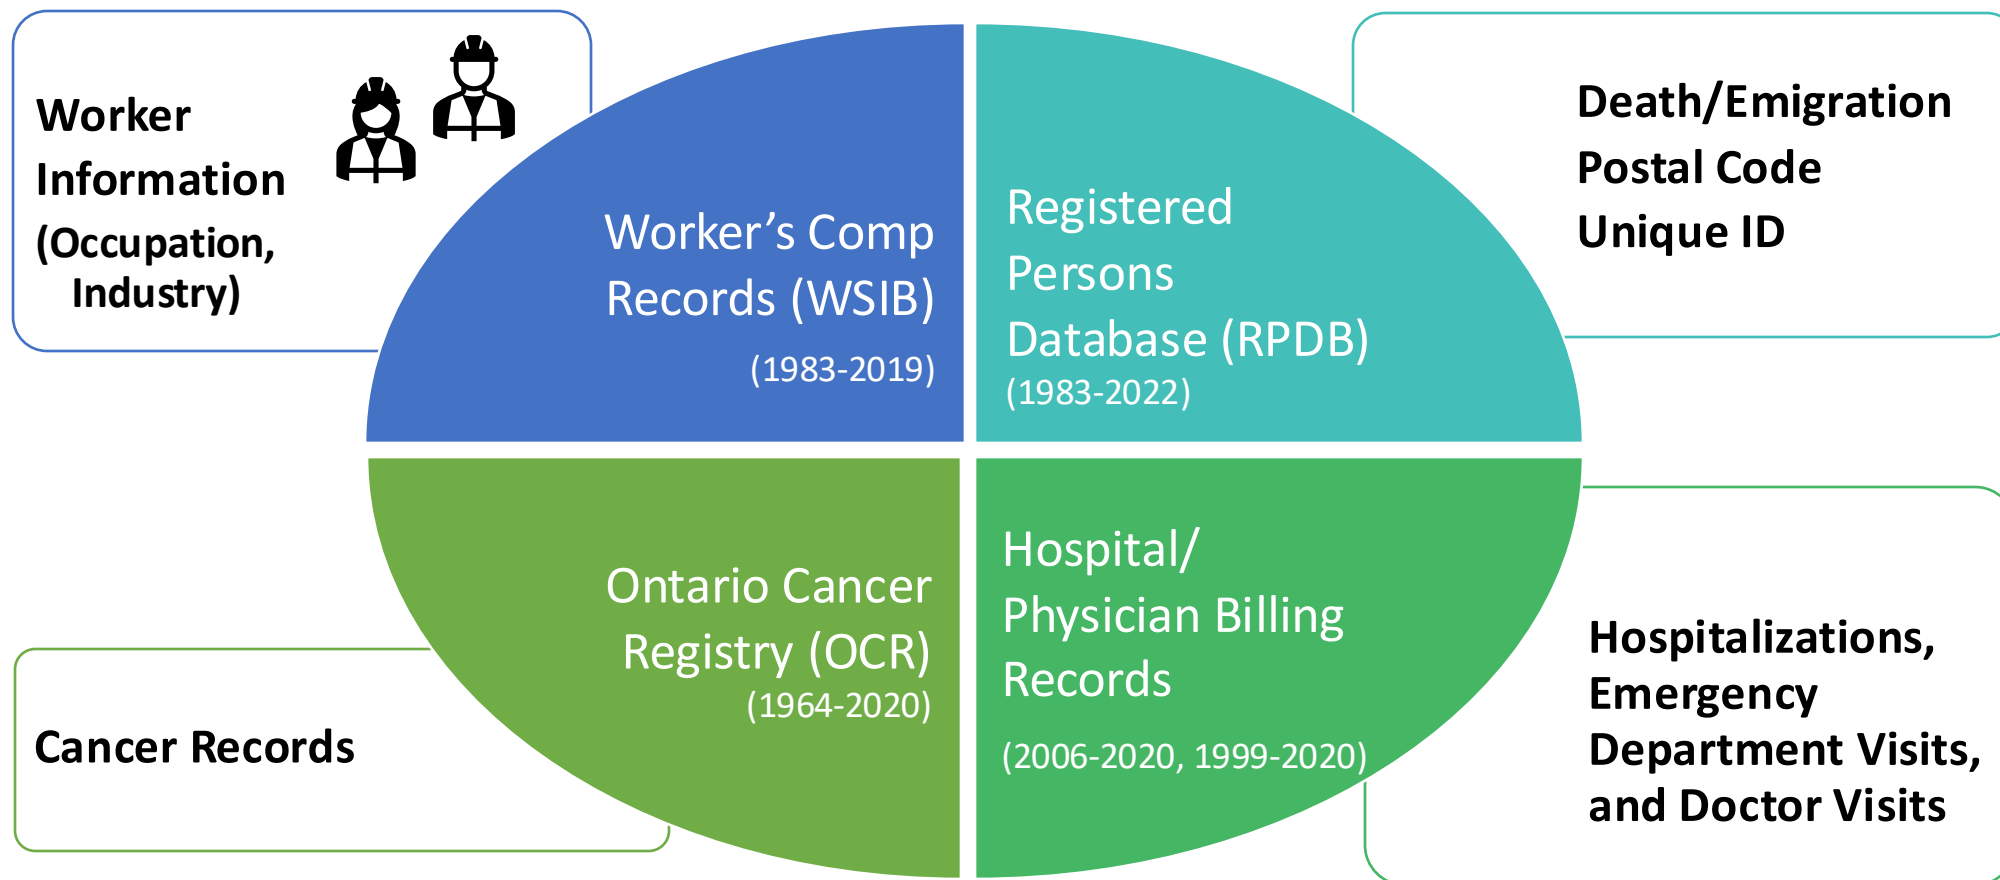 Worker
Information
(Occupation,
Industry)
Worker’s Comp
Records (WSIB)
(1983-2019)
Registered
Persons
Database (RPDB)
(1983-2022)
Death/Emigration
Postal Code
Unique ID
Cancer Records
Ontario Cancer
Registry (OCR)
(1964-2020)
Hospital/
Physician Billing
Records
(2006-2020, 1999-2020)
Hospitalizations,
Emergency
Department Visits,
and Doctor Visits